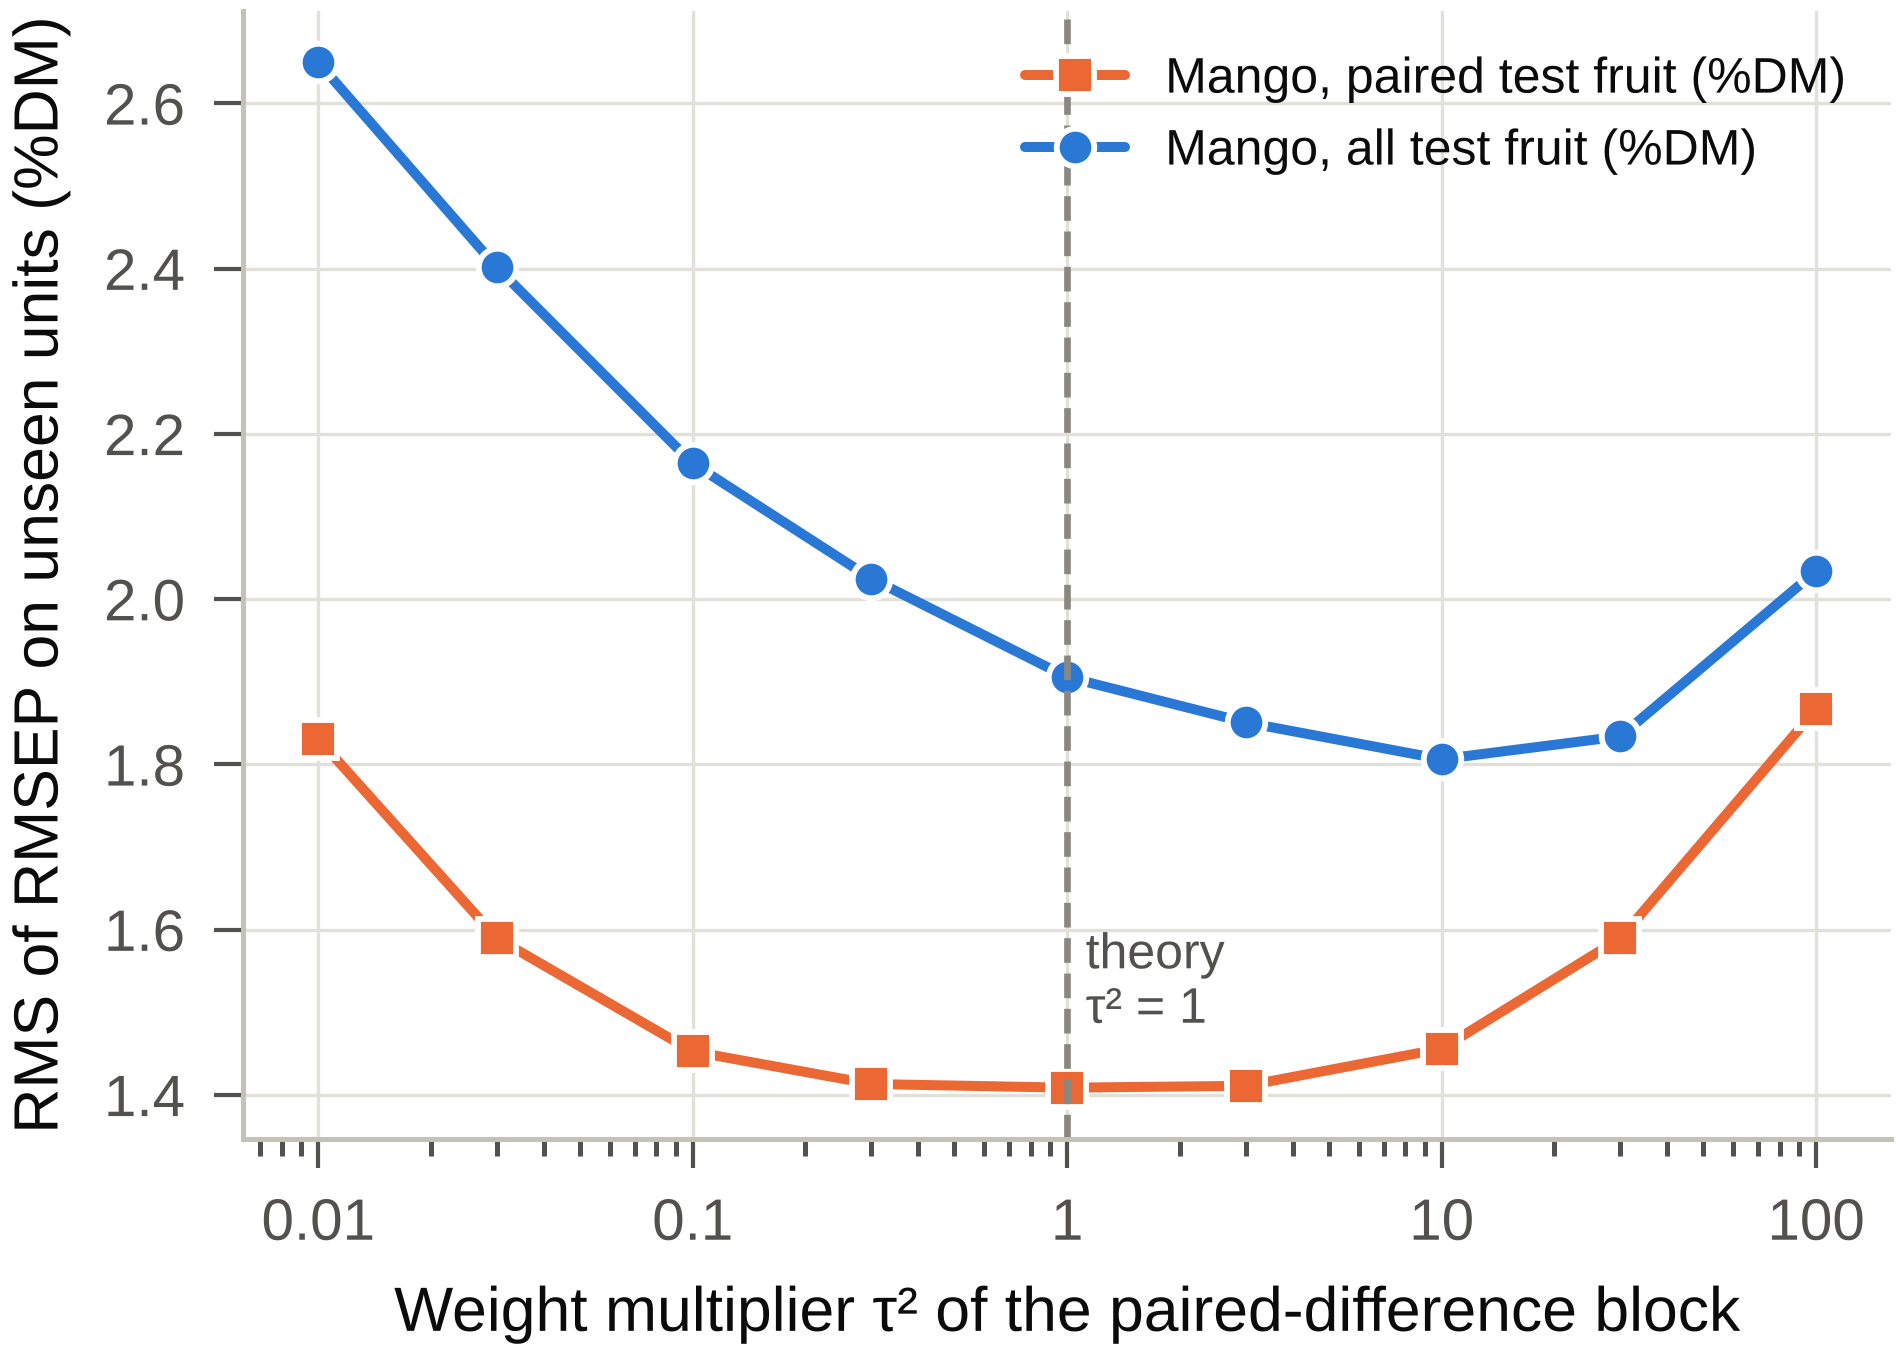 RMS of RMSEP on unseen units (%DM)
2.6
2.4
2.2
2.0
1.8
1.6
1.4
Mango, paired test fruit (%DM)
Mango, all test fruit (%DM)
theory
τ² = 1
0.01 0.1 1 10 100
Weight multiplier τ² of the paired-difference block